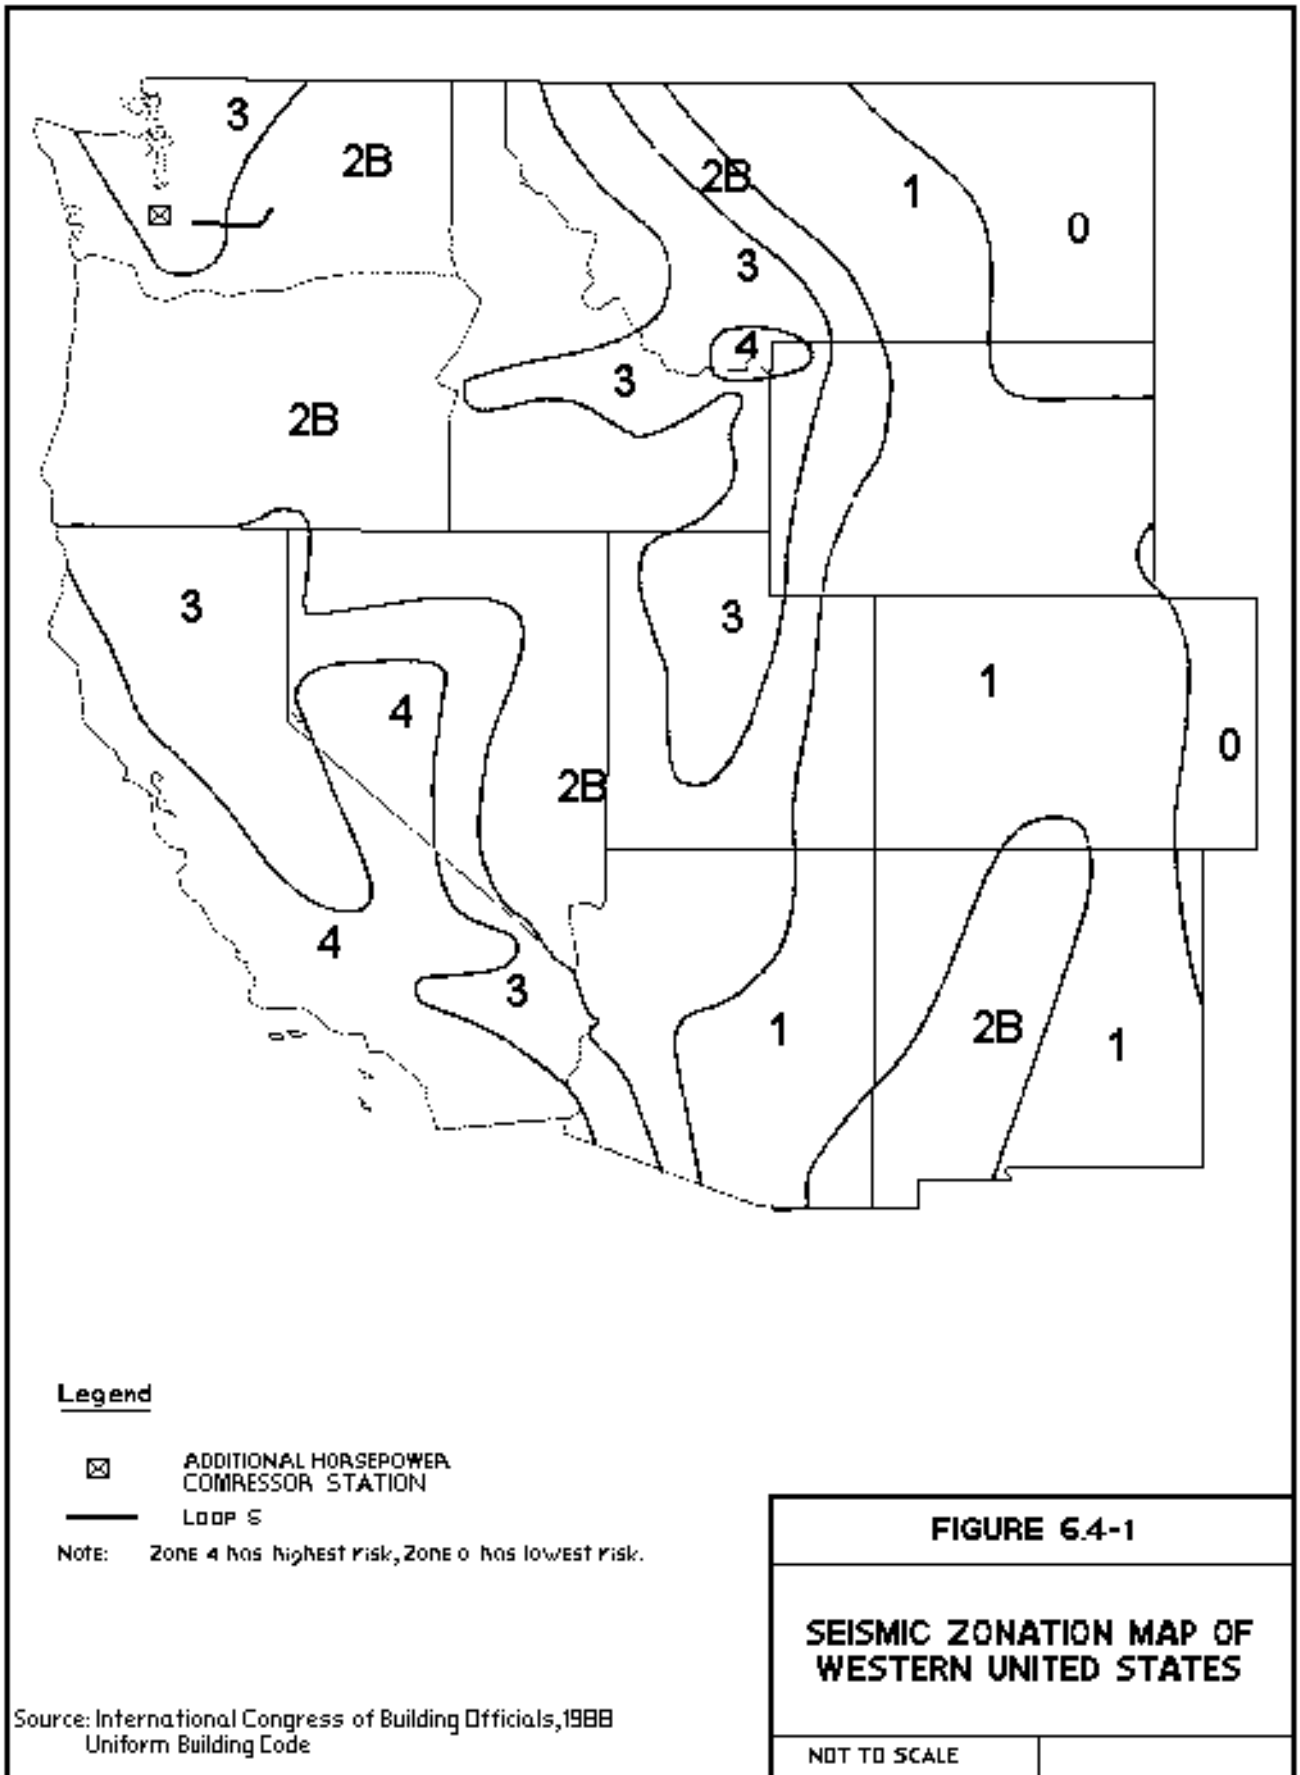 3
2B
2B
1
0
3
4
3
2B
3
3
1
4
0
2B
4
3
1
2B
1
Legend
ADDITIONAL HORSEPOWER
COMRESSOR STATION
LOOP S
NOTE: ZONE 4 has highest risk, ZONE 0 has lowest risk.
FIGURE 6.4-1
SEISMIC ZONATION MAP OF
WESTERN UNITED STATES
Source: International Congress of Building Officials, 1988
Uniform Building Code
NOT TO SCALE